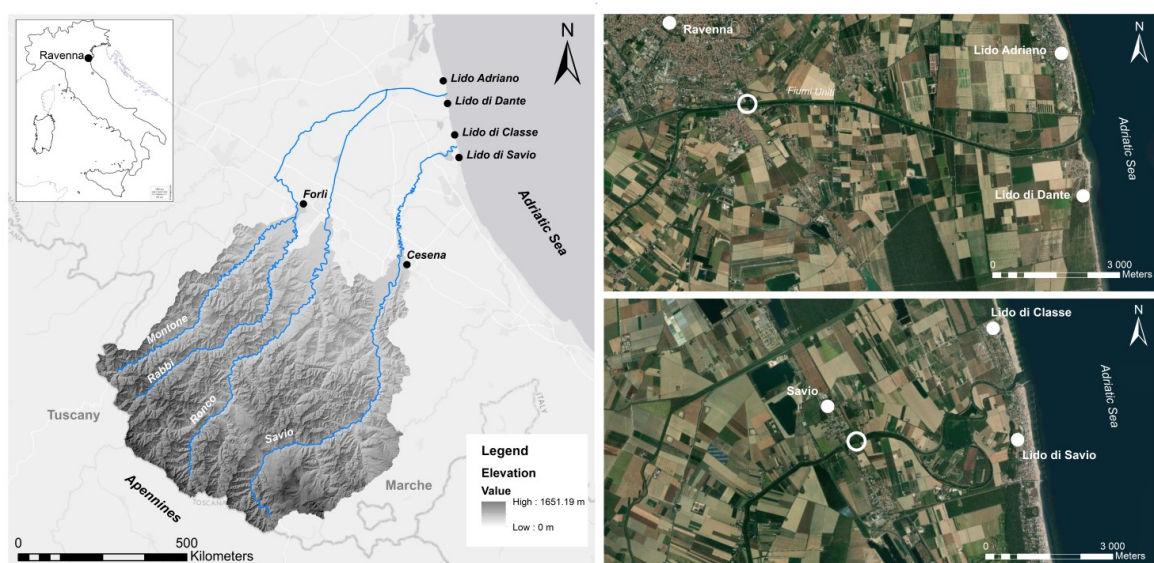 Ravenna
N
Lido Adriano
Lido di Dante
Lido di Classe
Lido di Savio
Adriatic Sea
Forlì
Cesena
Montone
Rabbi
Ronco
Savio
Tuscany
Apennines
TOSCANA
Marche
ITALY
Legend
Elevation
Value
High : 1651.19 m
Low : 0 m
0 500
Kilometers
Ravenna
N
Lido Adriano
Fiumi Uniti
Adriatic Sea
Lido di Dante
0 3 000
Meters
Lido di Classe
N
Savio
Adriatic Sea
Lido di Savio
0 3 000
Meters